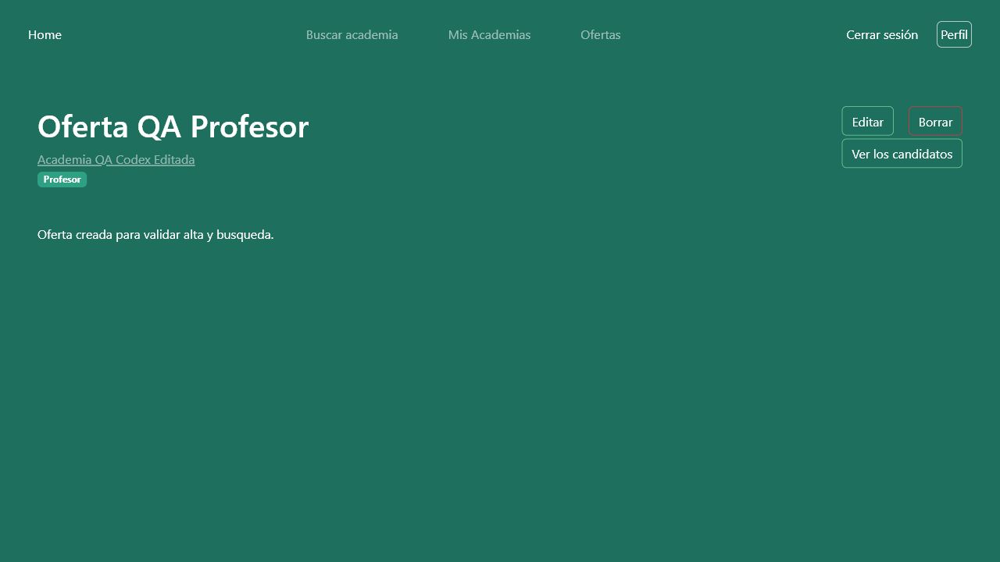 Home
Buscar academia
Mis Academias
Ofertas
Cerrar sesión
Perfil
Oferta QA Profesor
Editar
Borrar
Academia QA Codex Editada
Ver los candidatos
Profesor
Oferta creada para validar alta y busqueda.